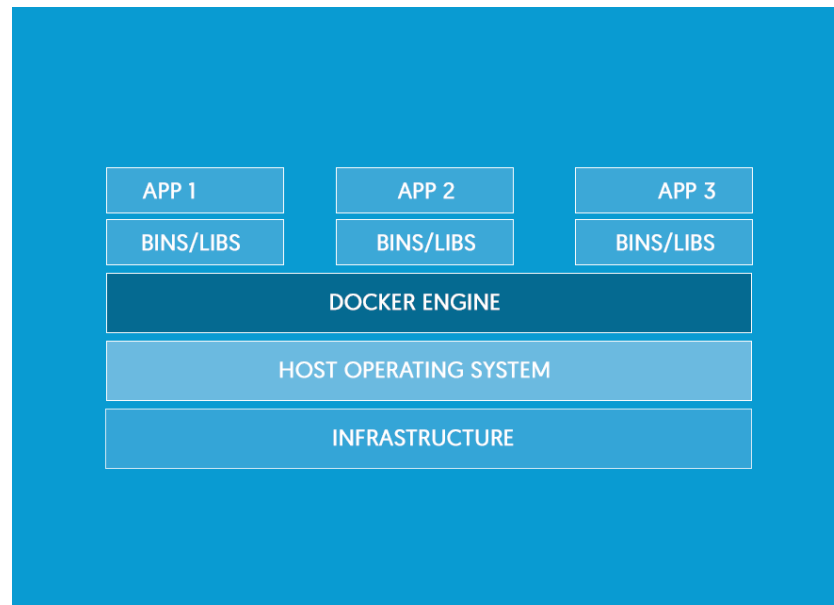 APP 1 APP 2 APP 3
BINS/LIBS BINS/LIBS BINS/LIBS
DOCKER ENGINE
HOST OPERATING SYSTEM
INFRASTRUCTURE